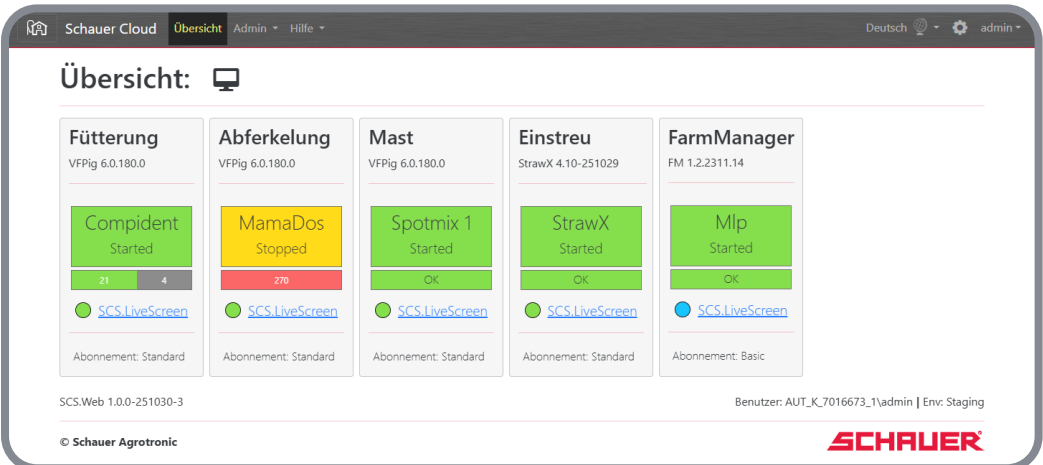 Schauer Cloud Übersicht Admin Hilfe Deutsch admin
Übersicht:
Fütterung
VFPig 6.0.180.0
Compident
Started
21 4
SCS.LiveScreen
Abonnement: Standard
Abferkelung
VFPig 6.0.180.0
MamaDos
Stopped
270
SCS.LiveScreen
Abonnement: Standard
Mast
VFPig 6.0.180.0
Spotmix 1
Started
OK
SCS.LiveScreen
Abonnement: Standard
Einstreu
StrawX 4.10-251029
StrawX
Started
OK
SCS.LiveScreen
Abonnement: Standard
FarmManager
FM 1.2.2311.14
Mlp
Started
OK
SCS.LiveScreen
Abonnement: Basic
SCS.Web 1.0.0-251030-3 Benutzer: AUT_K_7016673_1\admin | Env: Staging
© Schauer Agrotronic SCHAUER